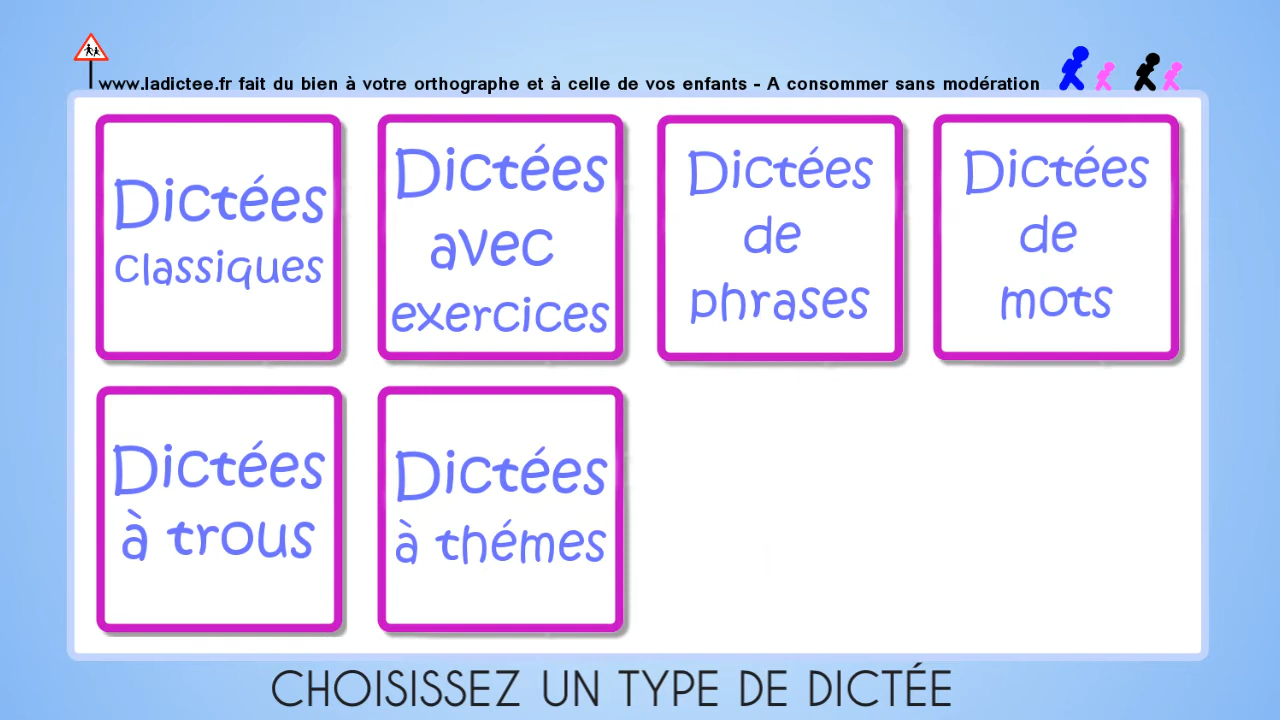 www.ladictee.fr fait du bien à votre orthographe et à celle de vos enfants - A consommer sans modération
Dictées
classiques
Dictées
avec
exercices
Dictées
de
phrases
Dictées
de
mots
Dictées
à trous
Dictées
à thémes
CHOISISSEZ UN TYPE DE DICTÉE